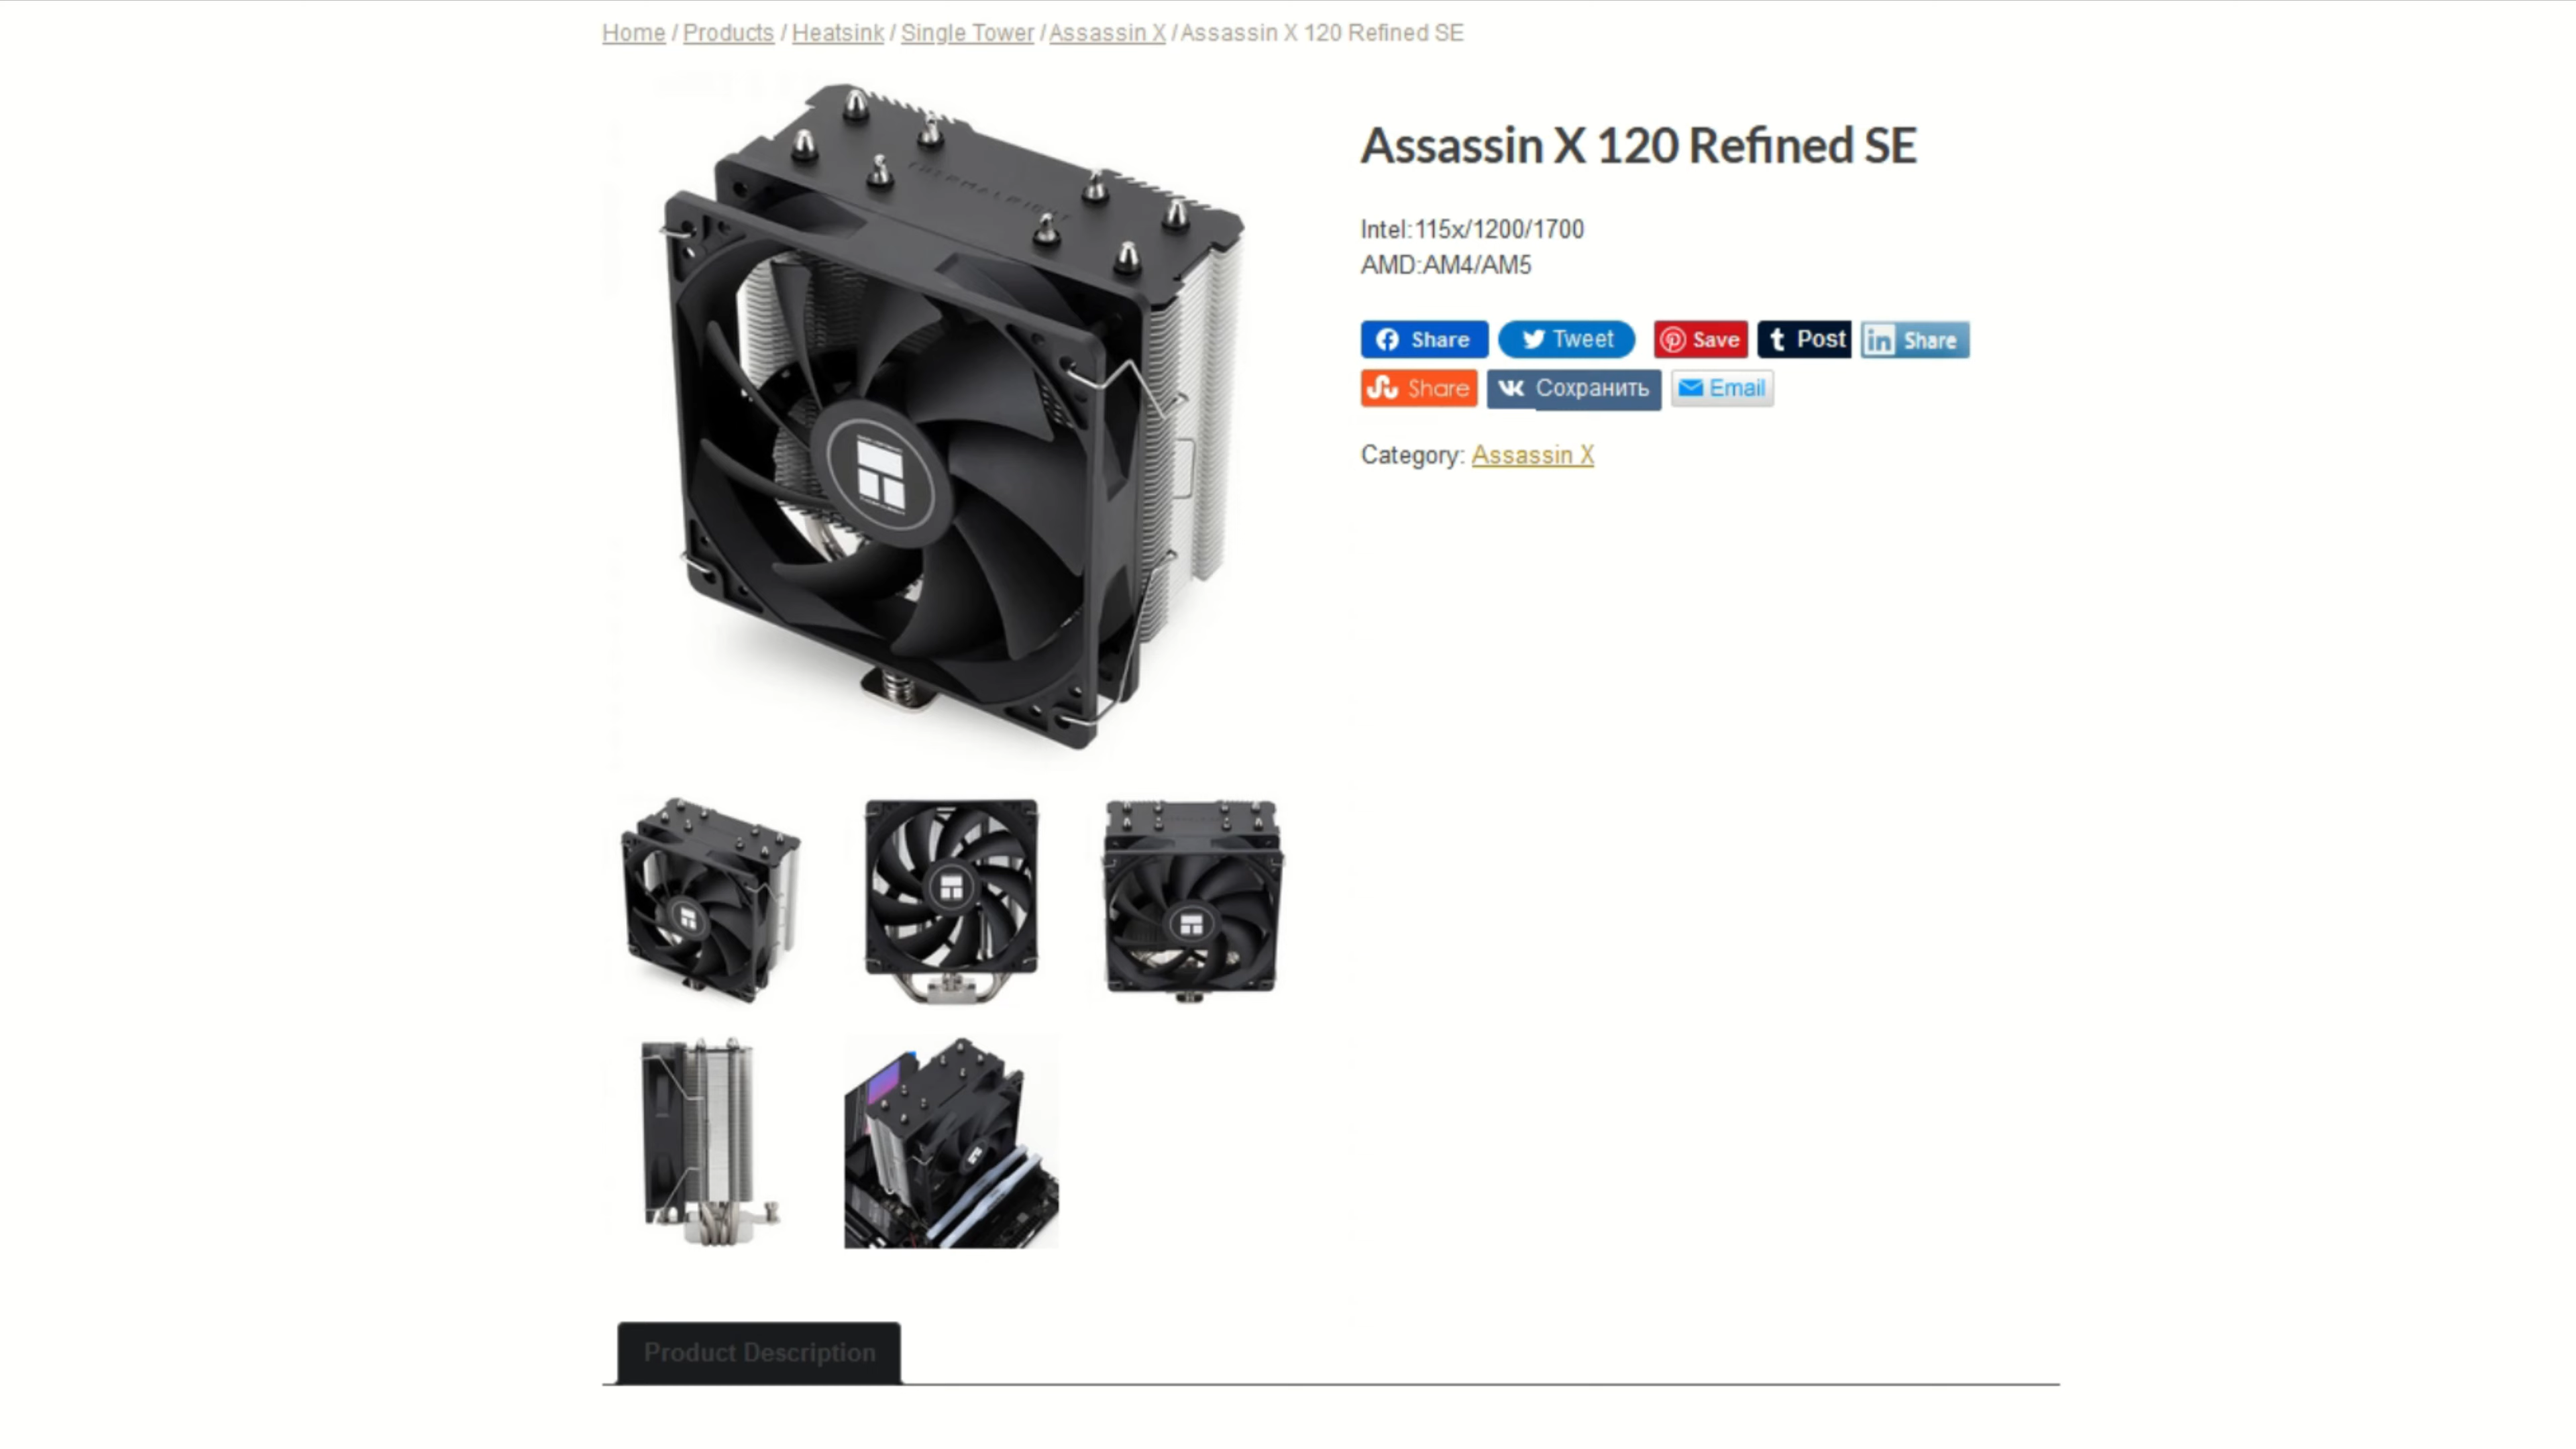 Home / Products / Heatsink / Single Tower / Assassin X / Assassin X 120 Refined SE
THERMALRIGHT
Assassin X 120 Refined SE
Intel:115x/1200/1700
AMD:AM4/AM5
Share Tweet Save Post Share
Share Сохранить Email
Category: Assassin X
Product Description